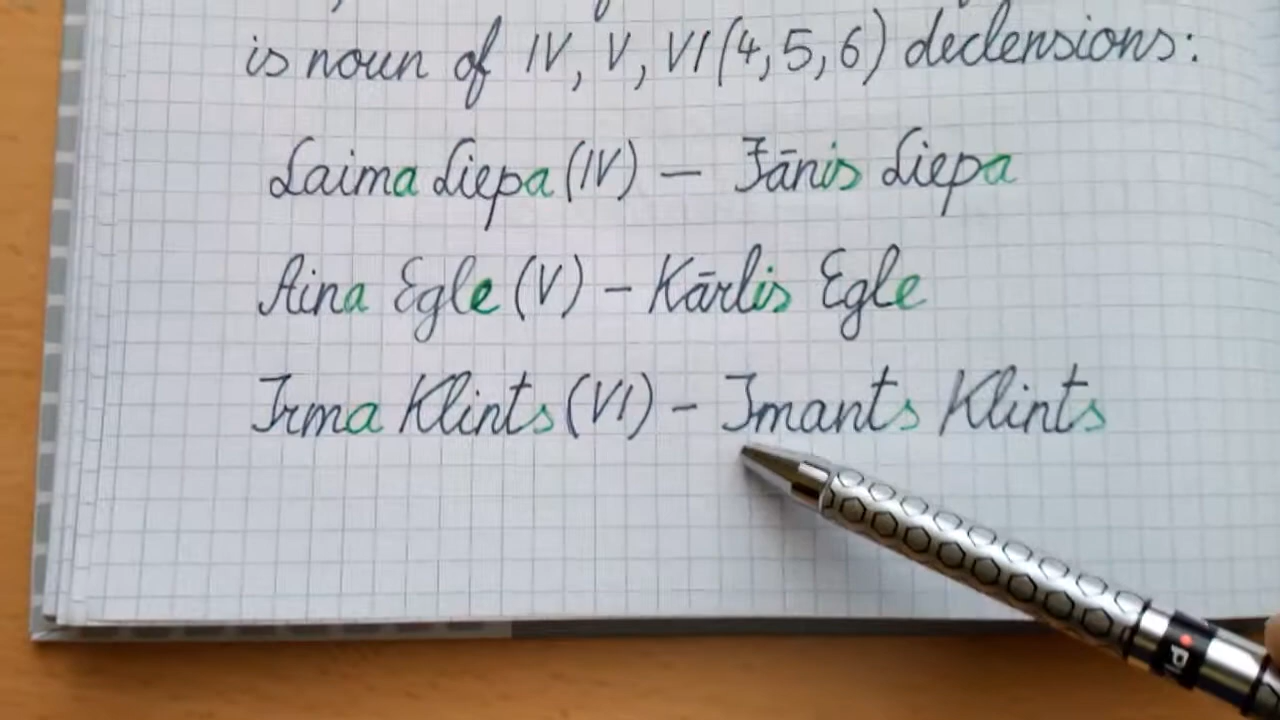 is noun of IV, V, VI (4, 5, 6) declensions:
Laima Liepa (IV) – Jānis Liepa
Aina Egle (V) – Kārlis Egle
Irma Klints (VI) – Imants Klints